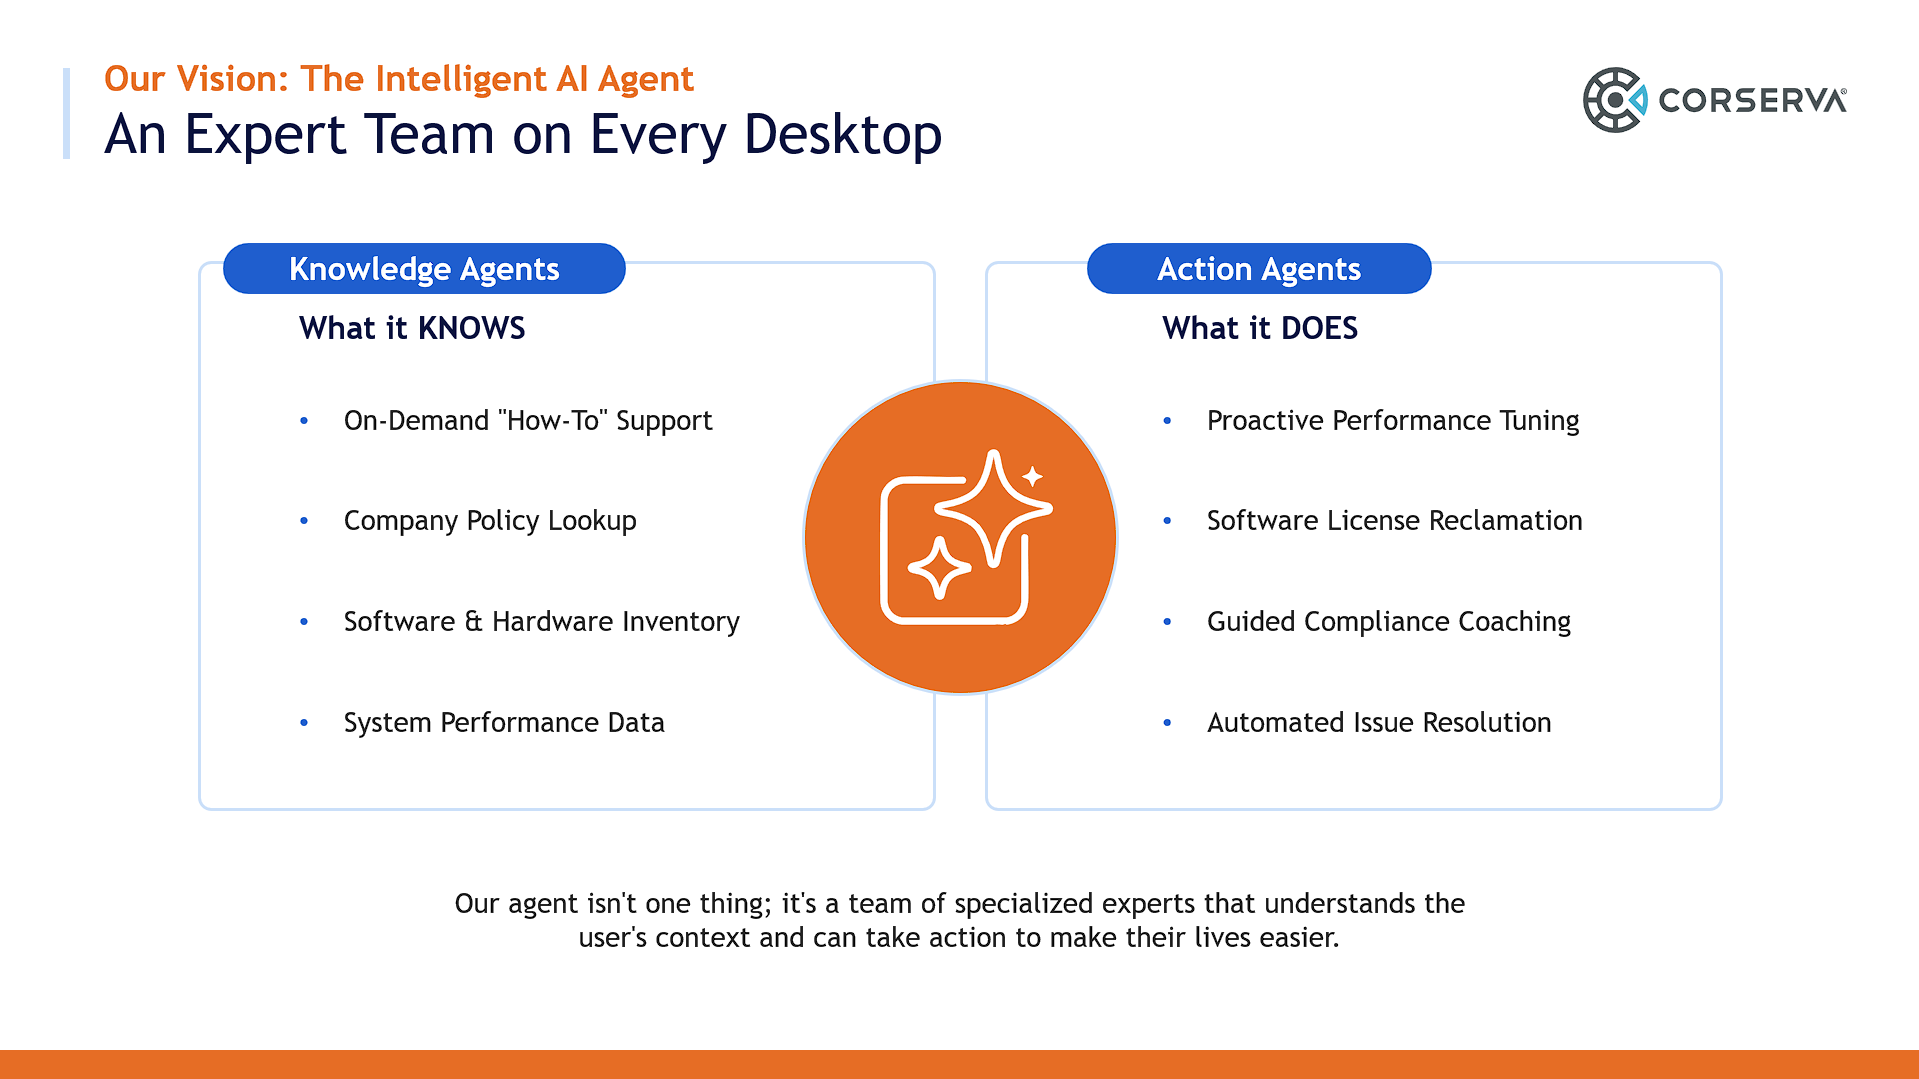 Our Vision: The Intelligent AI Agent
An Expert Team on Every Desktop
CORSERVA®
Knowledge Agents
What it KNOWS
• On-Demand "How-To" Support
• Company Policy Lookup
• Software & Hardware Inventory
• System Performance Data
Action Agents
What it DOES
• Proactive Performance Tuning
• Software License Reclamation
• Guided Compliance Coaching
• Automated Issue Resolution
Our agent isn't one thing; it's a team of specialized experts that understands the
user's context and can take action to make their lives easier.